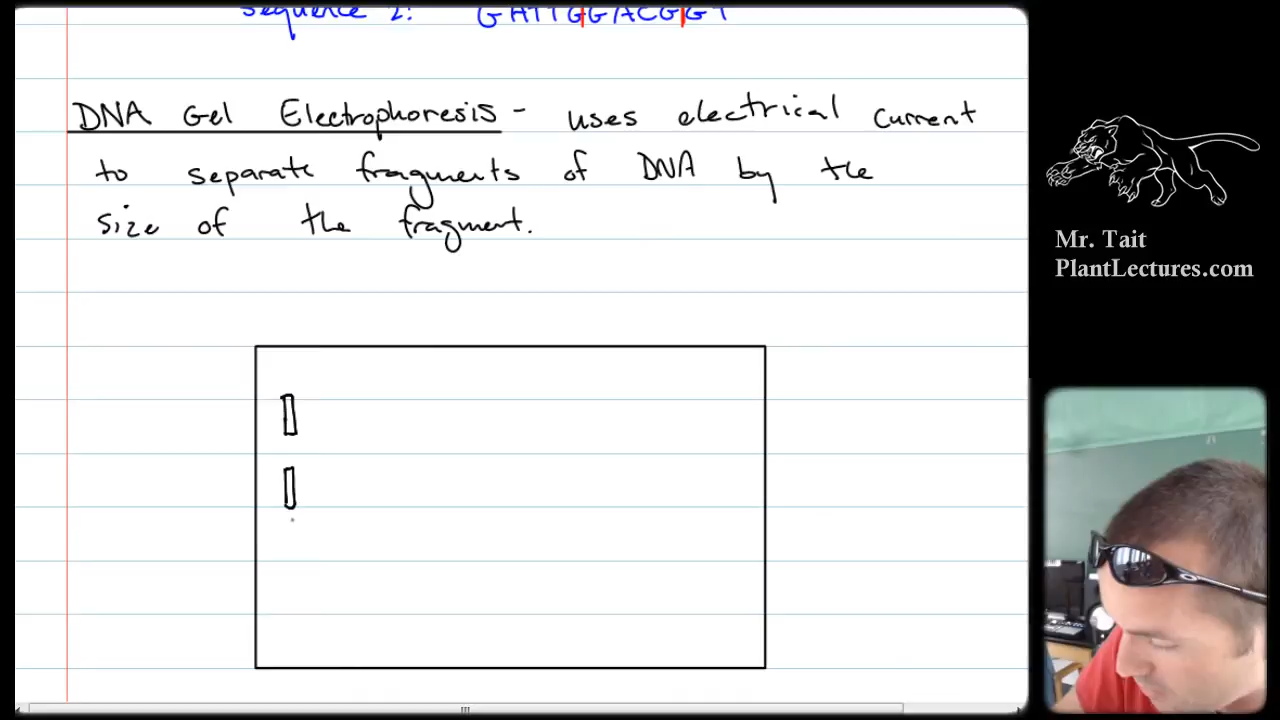 Sequence 2: GATTGGACGGT
DNA Gel Electrophoresis - uses electrical current
to separate fragments of DNA by the
size of the fragment.
Mr. Tait
PlantLectures.com